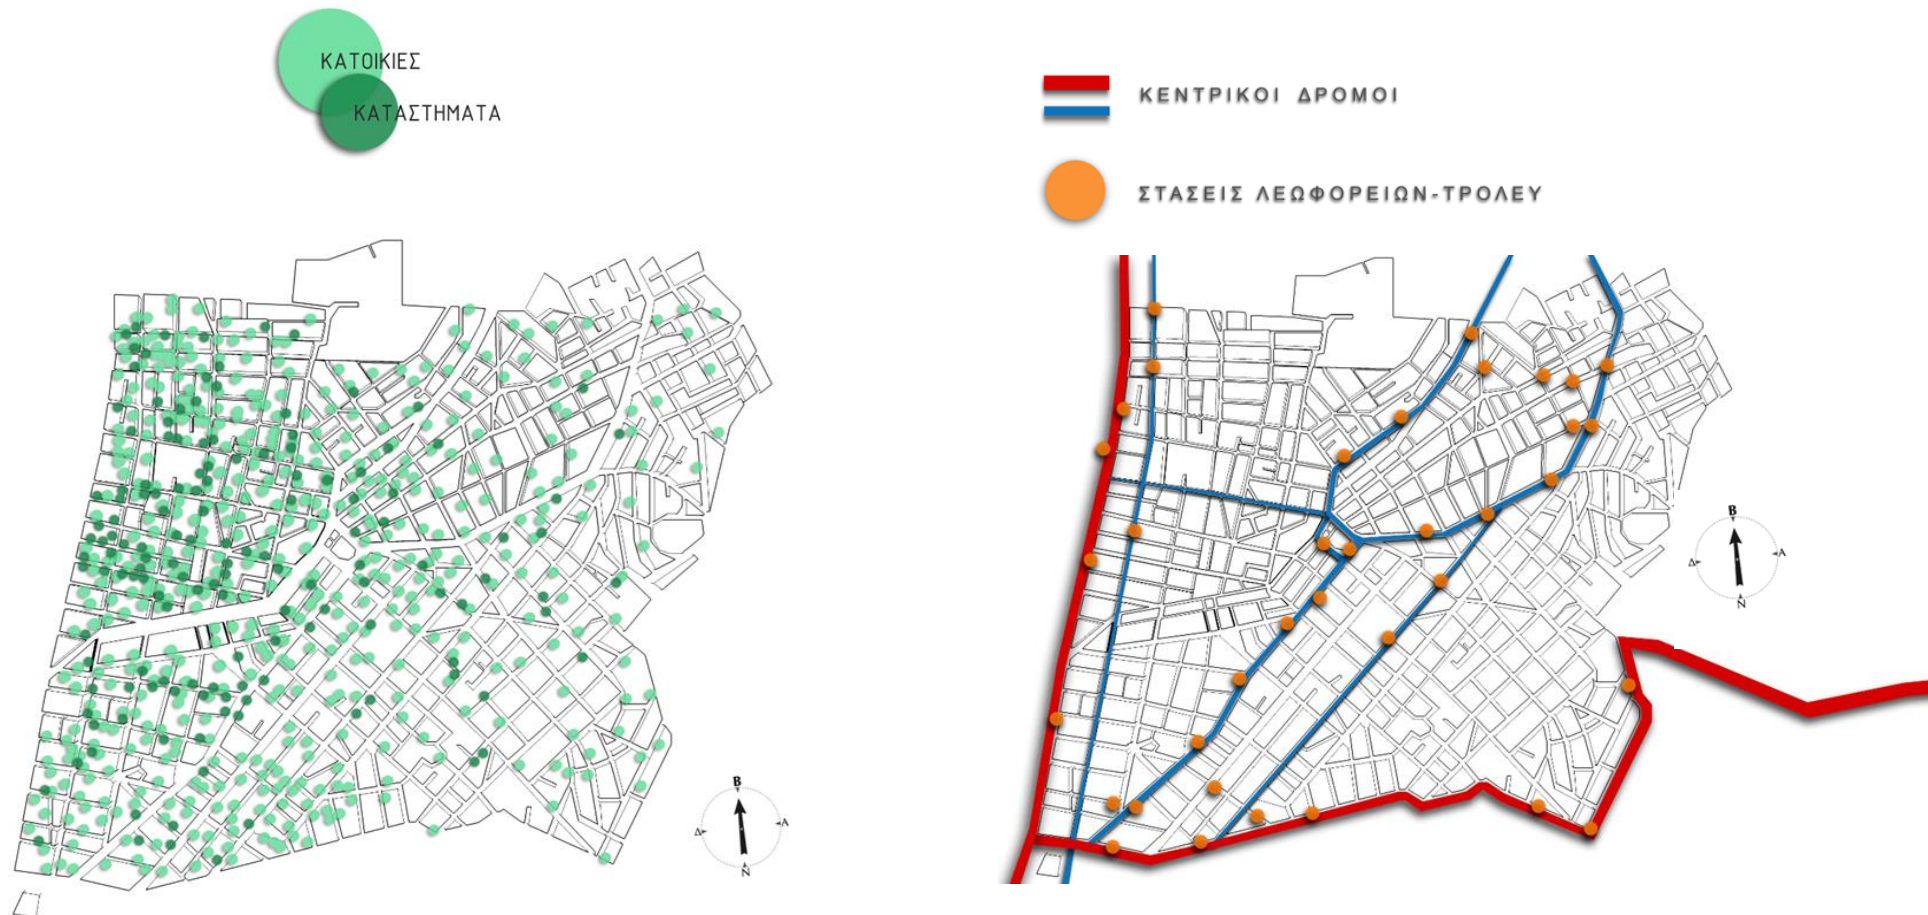 ΚΑΤΟΙΚΙΕΣ
ΚΑΤΑΣΤΗΜΑΤΑ
ΚΕΝΤΡΙΚΟΙ ΔΡΟΜΟΙ
ΣΤΑΣΕΙΣ ΛΕΩΦΟΡΕΙΩΝ-ΤΡΟΛΕΥ
Β
Δ Α
Ν
Β
Δ Α
Ν